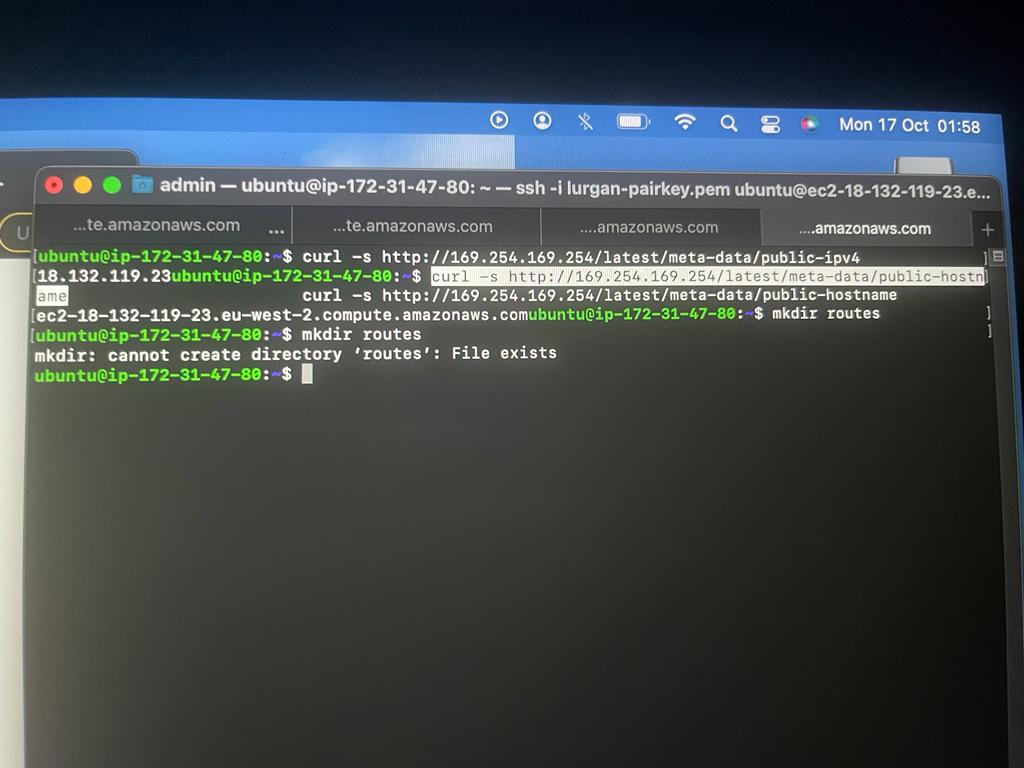 Mon 17 Oct 01:58
admin — ubuntu@ip-172-31-47-80: ~ — ssh -i lurgan-pairkey.pem ubuntu@ec2-18-132-119-23.e...
U
...te.amazonaws.com ... ...te.amazonaws.com ....amazonaws.com ....amazonaws.com +
[ubuntu@ip-172-31-47-80:~$ curl -s http://169.254.169.254/latest/meta-data/public-ipv4 ]
[18.132.119.23ubuntu@ip-172-31-47-80:~$ curl -s http://169.254.169.254/latest/meta-data/public-hostn
ame curl -s http://169.254.169.254/latest/meta-data/public-hostname
[ec2-18-132-119-23.eu-west-2.compute.amazonaws.comubuntu@ip-172-31-47-80:~$ mkdir routes ]
[ubuntu@ip-172-31-47-80:~$ mkdir routes ]
mkdir: cannot create directory ‘routes’: File exists
ubuntu@ip-172-31-47-80:~$